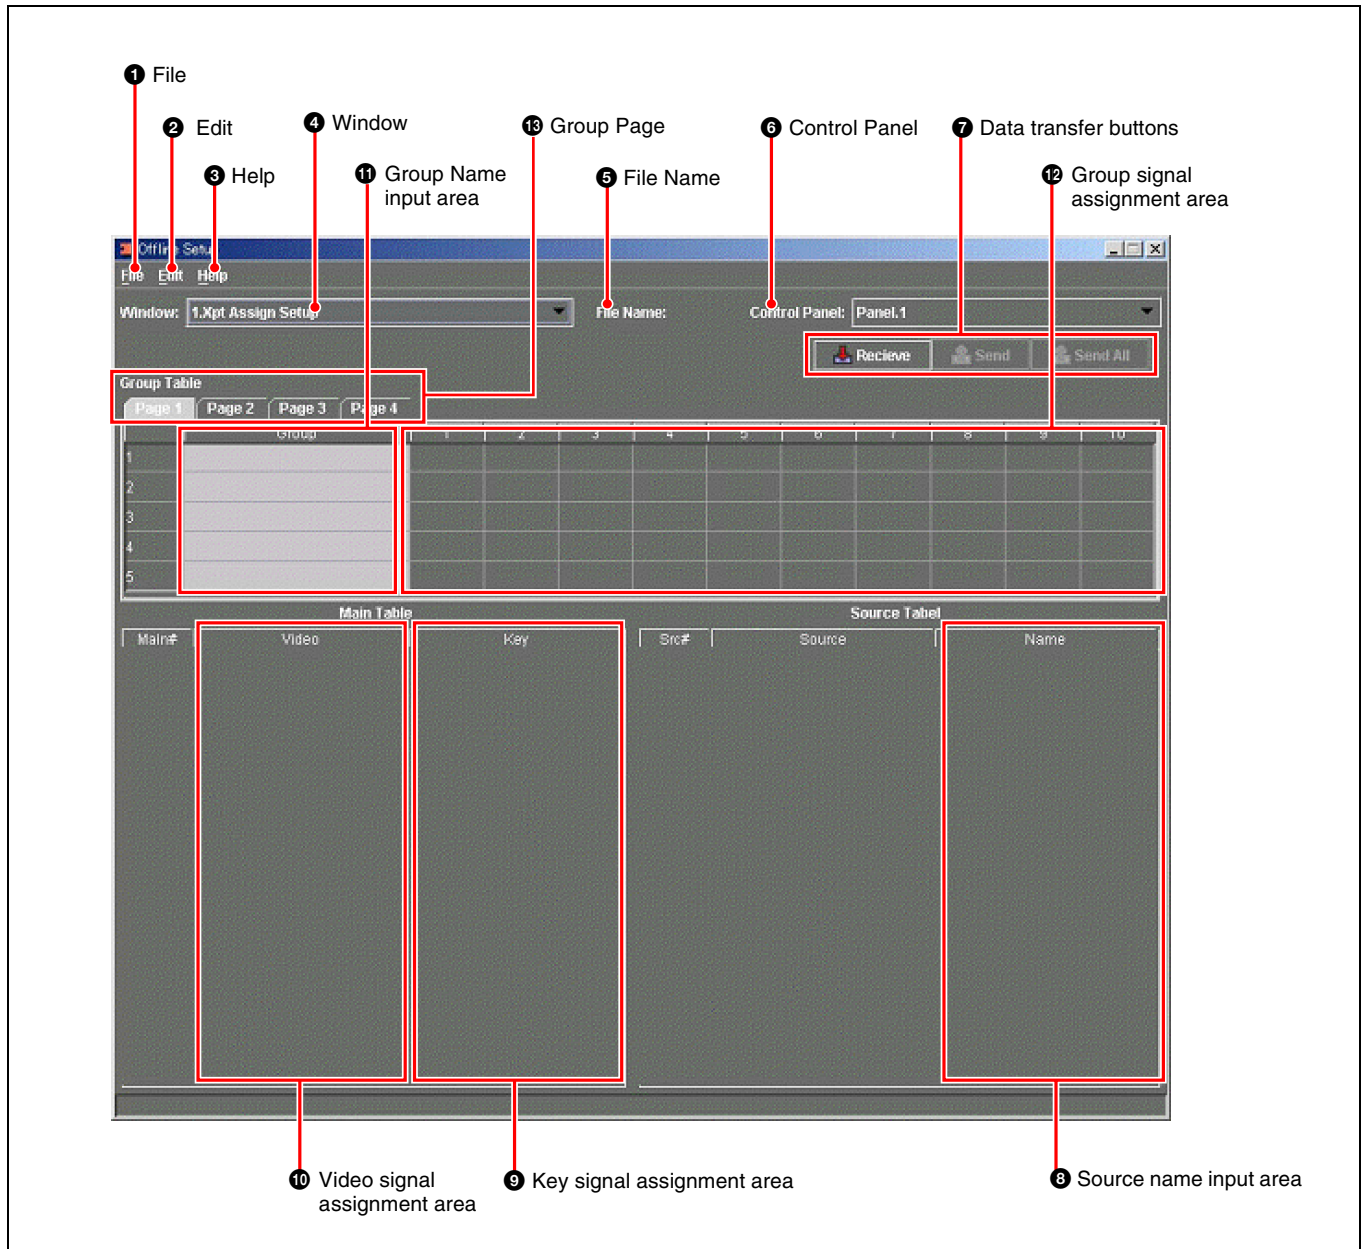 1 File
2 Edit
4 Window
13 Group Page
6 Control Panel
7 Data transfer buttons
3 Help
11 Group Name
input area
5 File Name
12 Group signal
assignment area
Offline Setup
File Edit Help
Window: 1.Xpt Assign Setup File Name: Control Panel: Panel.1
Recieve Send Send All
Group Table
Page 1 Page 2 Page 3 Page 4
Group 1 2 3 4 5 6 7 8 9 10
1
2
3
4
5
Main Table Source Tabel
Main# Video Key Src# Source Name
10 Video signal
assignment area
9 Key signal assignment area
8 Source name input area